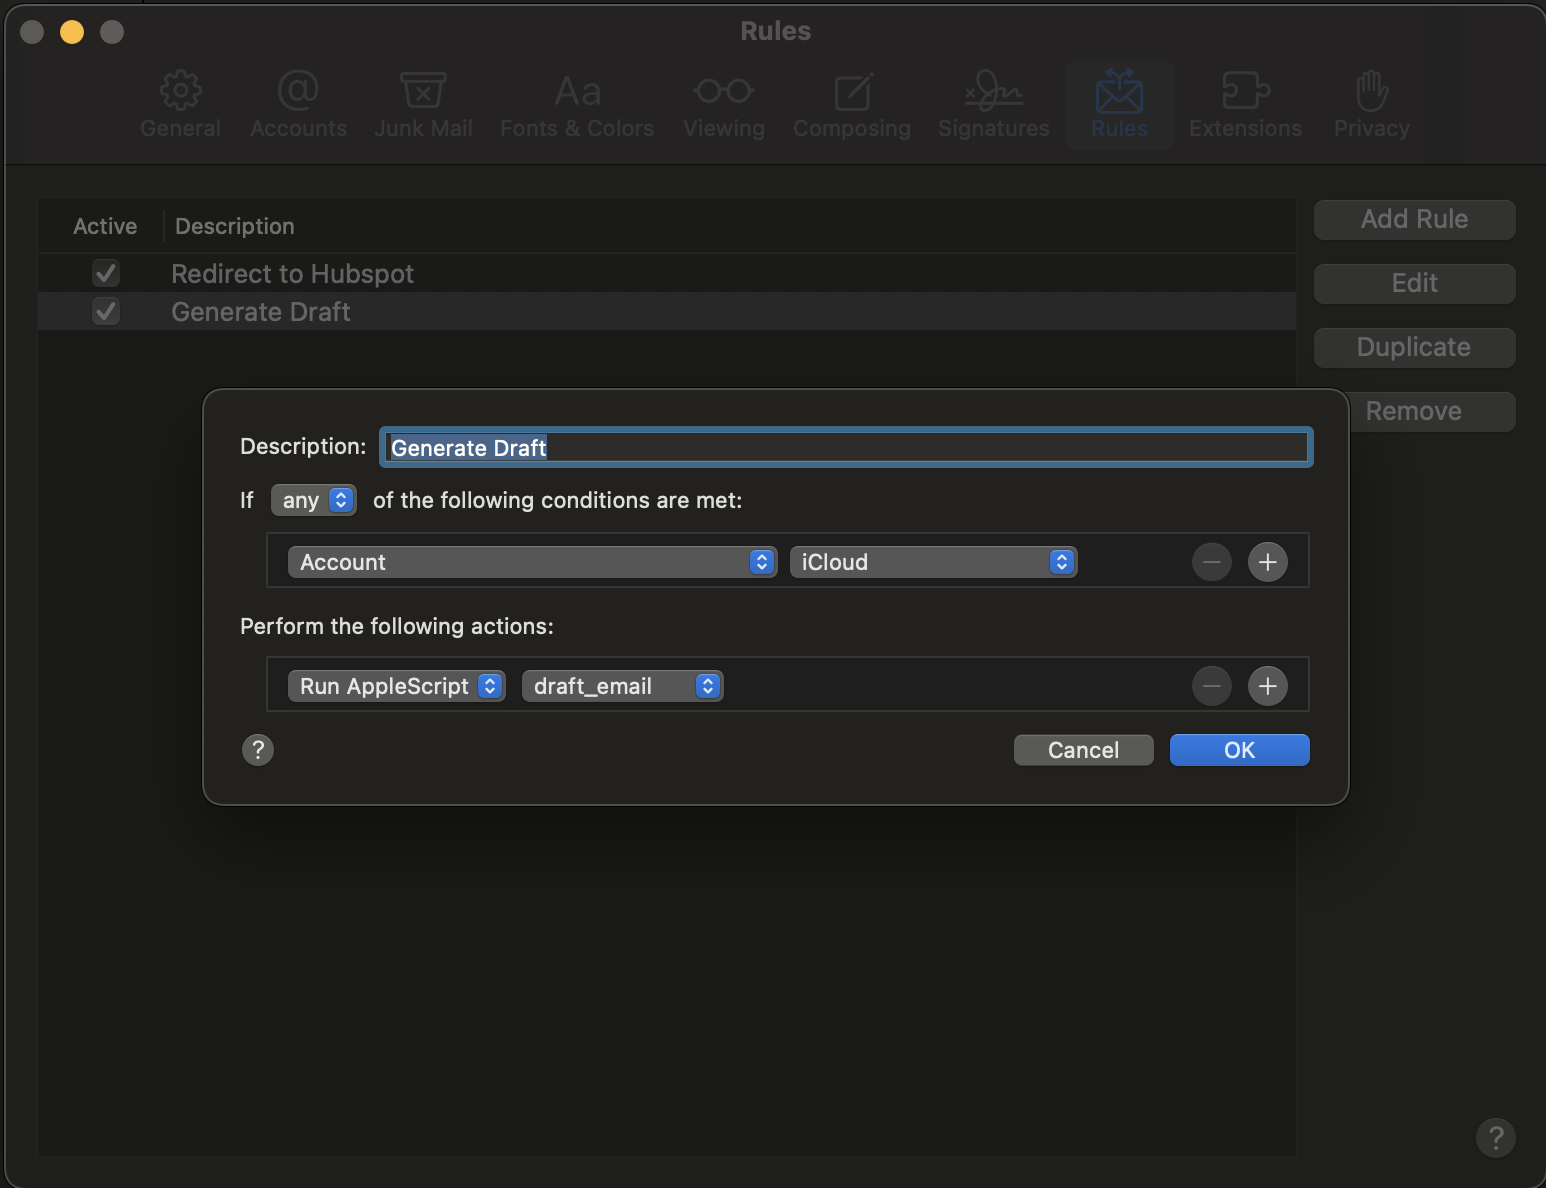 Rules
General Accounts Junk Mail Fonts & Colors Viewing Composing Signatures Rules Extensions Privacy
Active Description
Redirect to Hubspot
Generate Draft
Add Rule
Edit
Duplicate
Remove
Description: Generate Draft
If any of the following conditions are met:
Account iCloud
Perform the following actions:
Run AppleScript draft_email
? Cancel OK
?